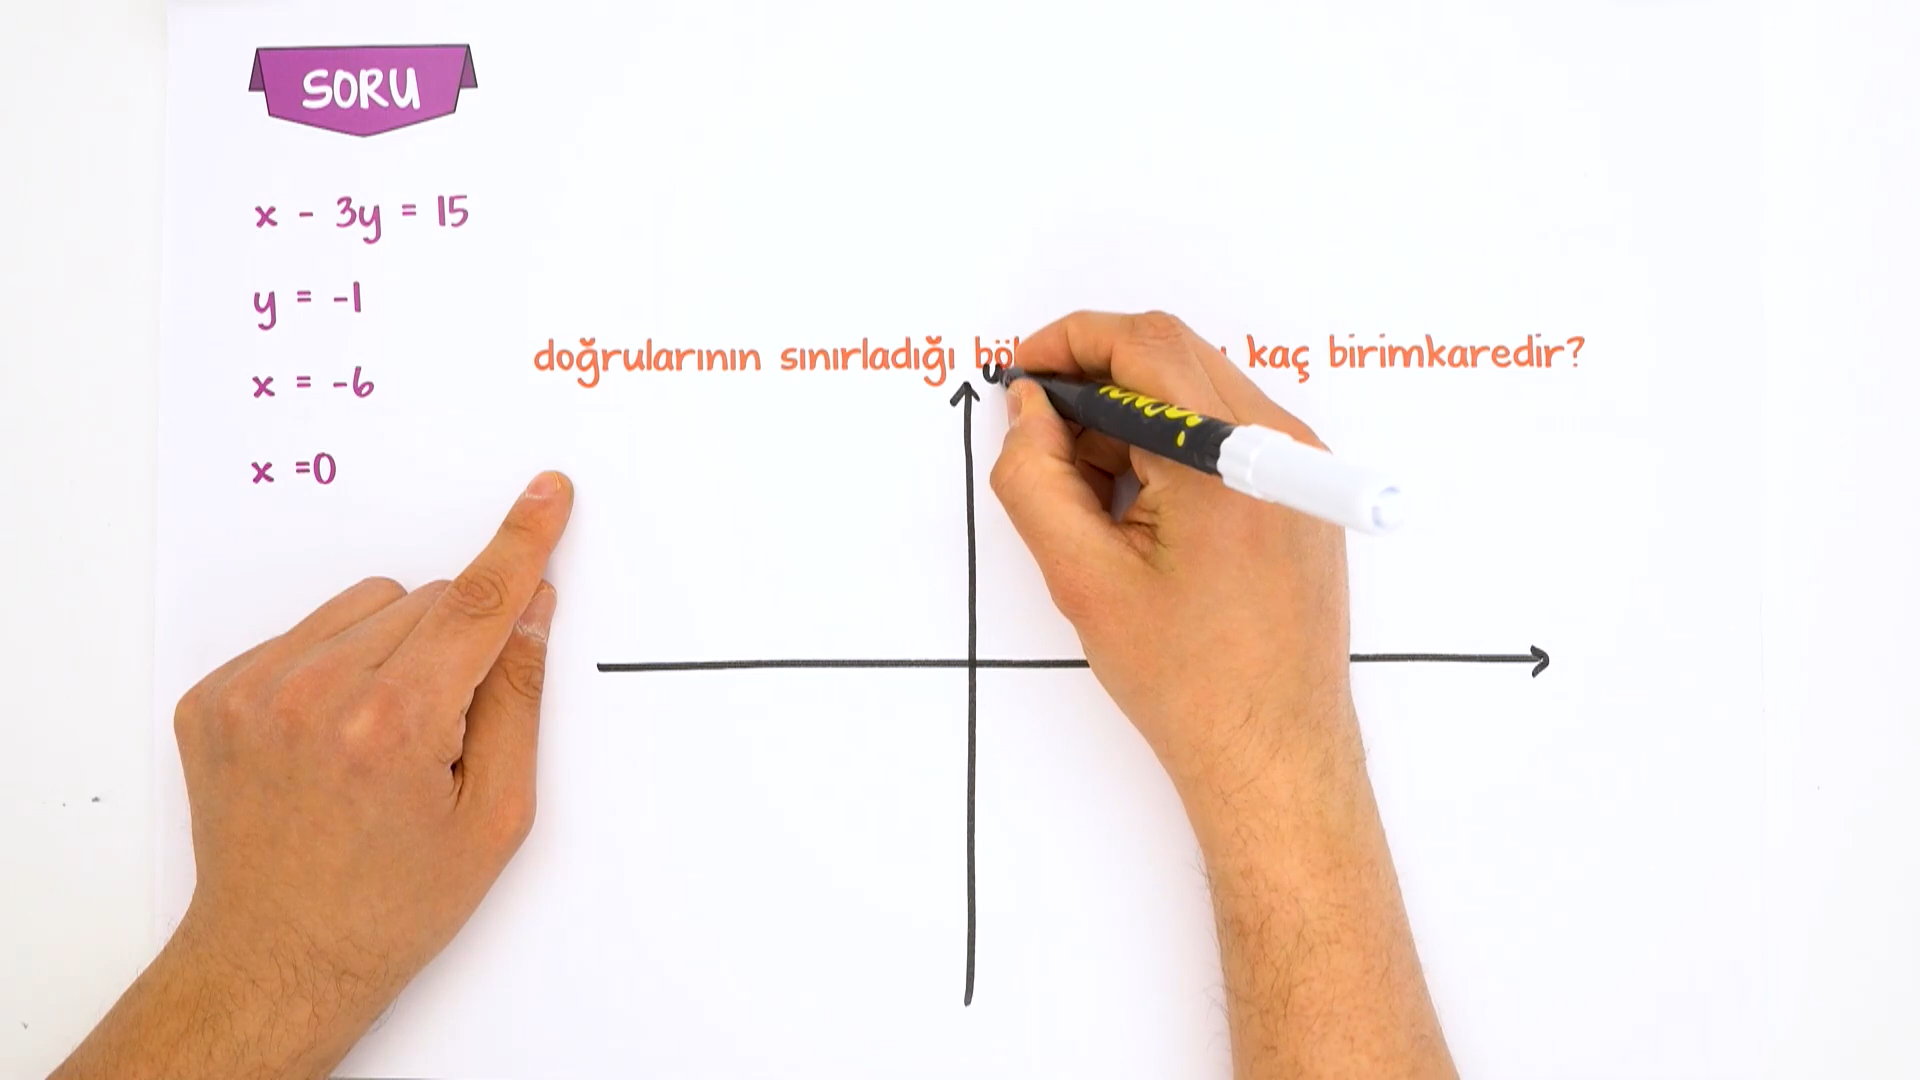 SORU
x - 3y = 15
y = -1
x = -6
x =0
doğrularının sınırladığı kaç birimkaredir?